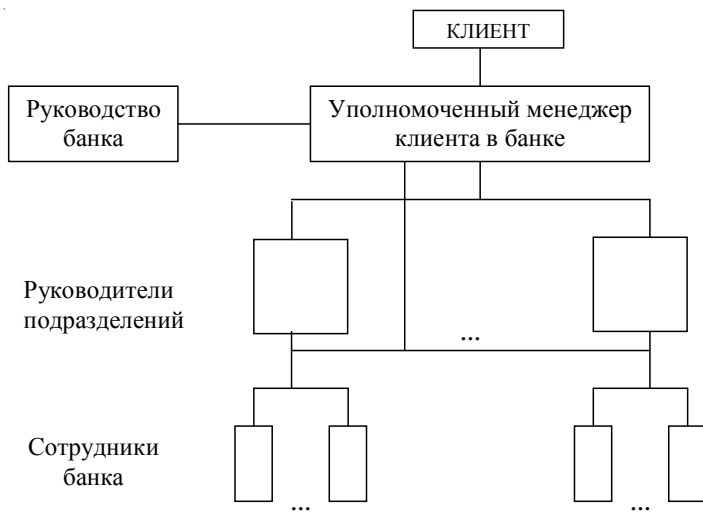 КЛИЕНТ
Руководство
банка
Уполномоченный менеджер
клиента в банке
Руководители
подразделений
...
Сотрудники
банка
...
...